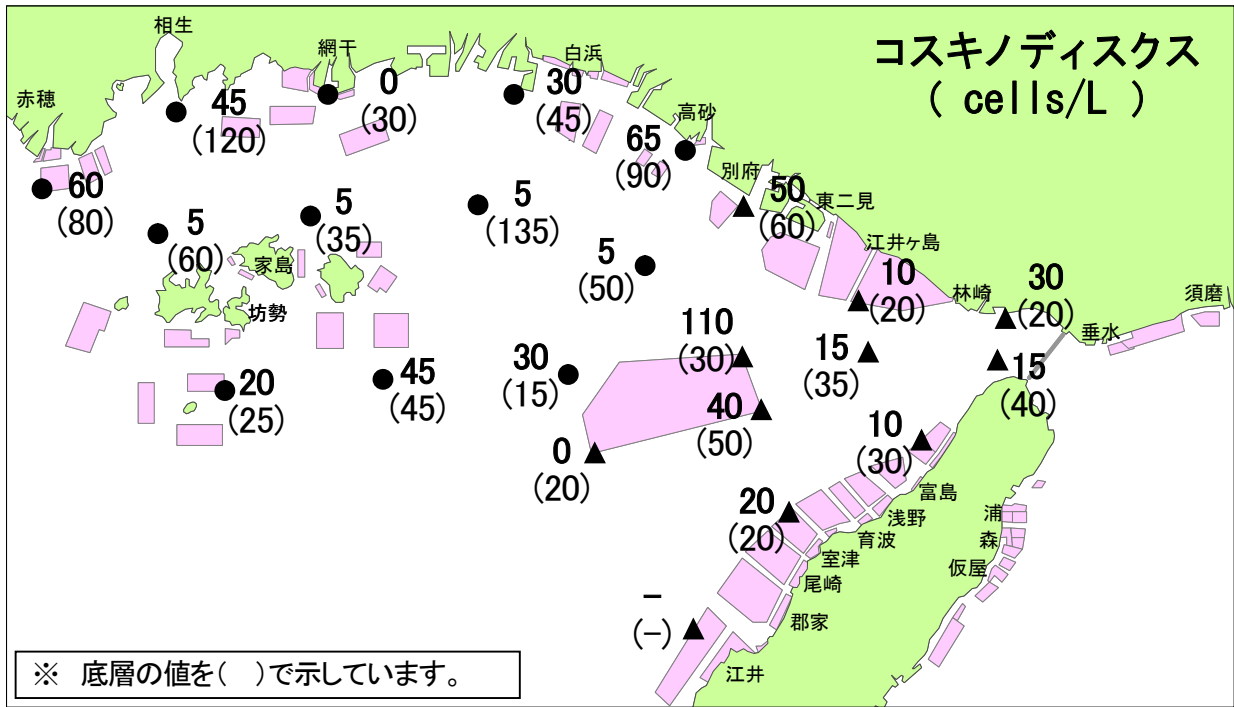 コスキノディスクス
( cells/L )
相生
網干
白浜
赤穂
高砂
別府
東二見
江井ヶ島
林崎
垂水
須磨
家島
坊勢
45
(120)
0
(30)
30
(45)
65
(90)
60
(80)
5
(60)
5
(35)
5
(135)
5
(50)
50
(60)
10
(20)
30
(20)
15
(35)
15
(40)
110
(30)
30
(15)
45
(45)
20
(25)
40
(50)
0
(20)
10
(30)
20
(20)
−
(−)
富島
浅野
育波
室津
尾崎
郡家
江井
浦
森
仮屋
※ 底層の値を( )で示しています。